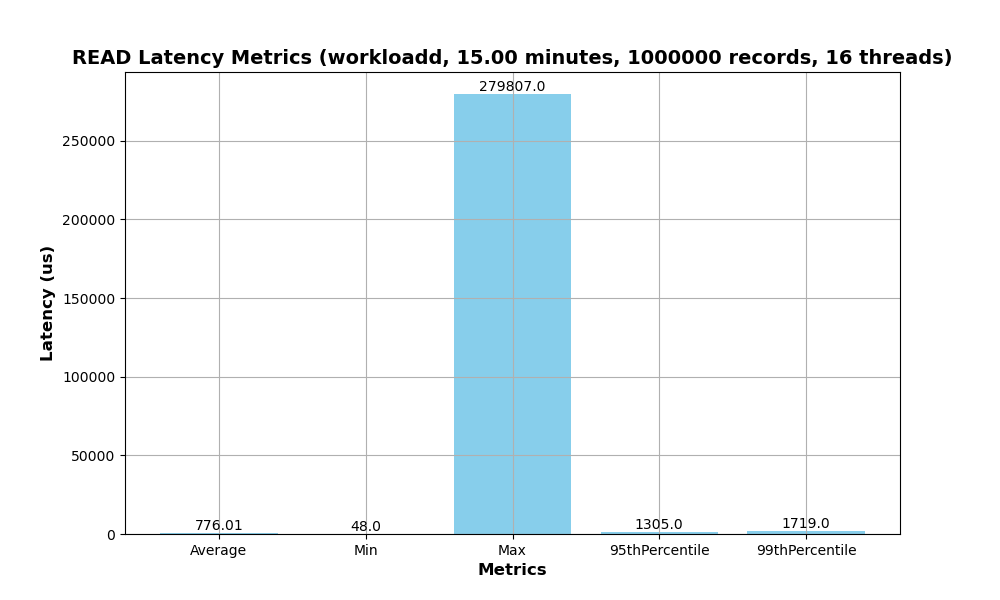 READ Latency Metrics (workloadd, 15.00 minutes, 1000000 records, 16 threads)
279807.0
250000
200000
150000
100000
50000
0
Latency (us)
776.01
48.0
1305.0
1719.0
Average
Min
Max
95thPercentile
99thPercentile
Metrics